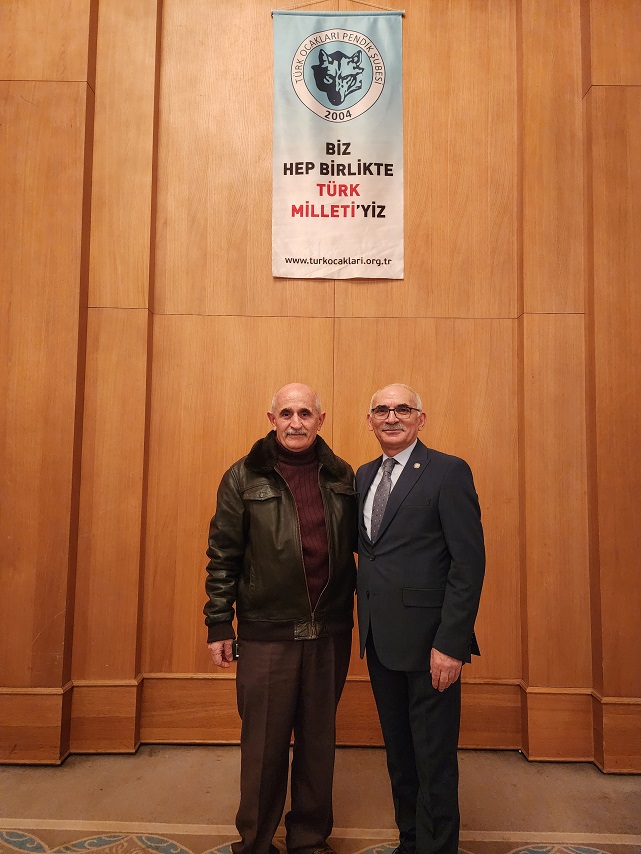 TÜRK OCAKLARI PENDİK ŞUBESİ
2004
BİZ
HEP BİRLİKTE
TÜRK
MİLLETİ'YİZ
www.turkocaklari.org.tr